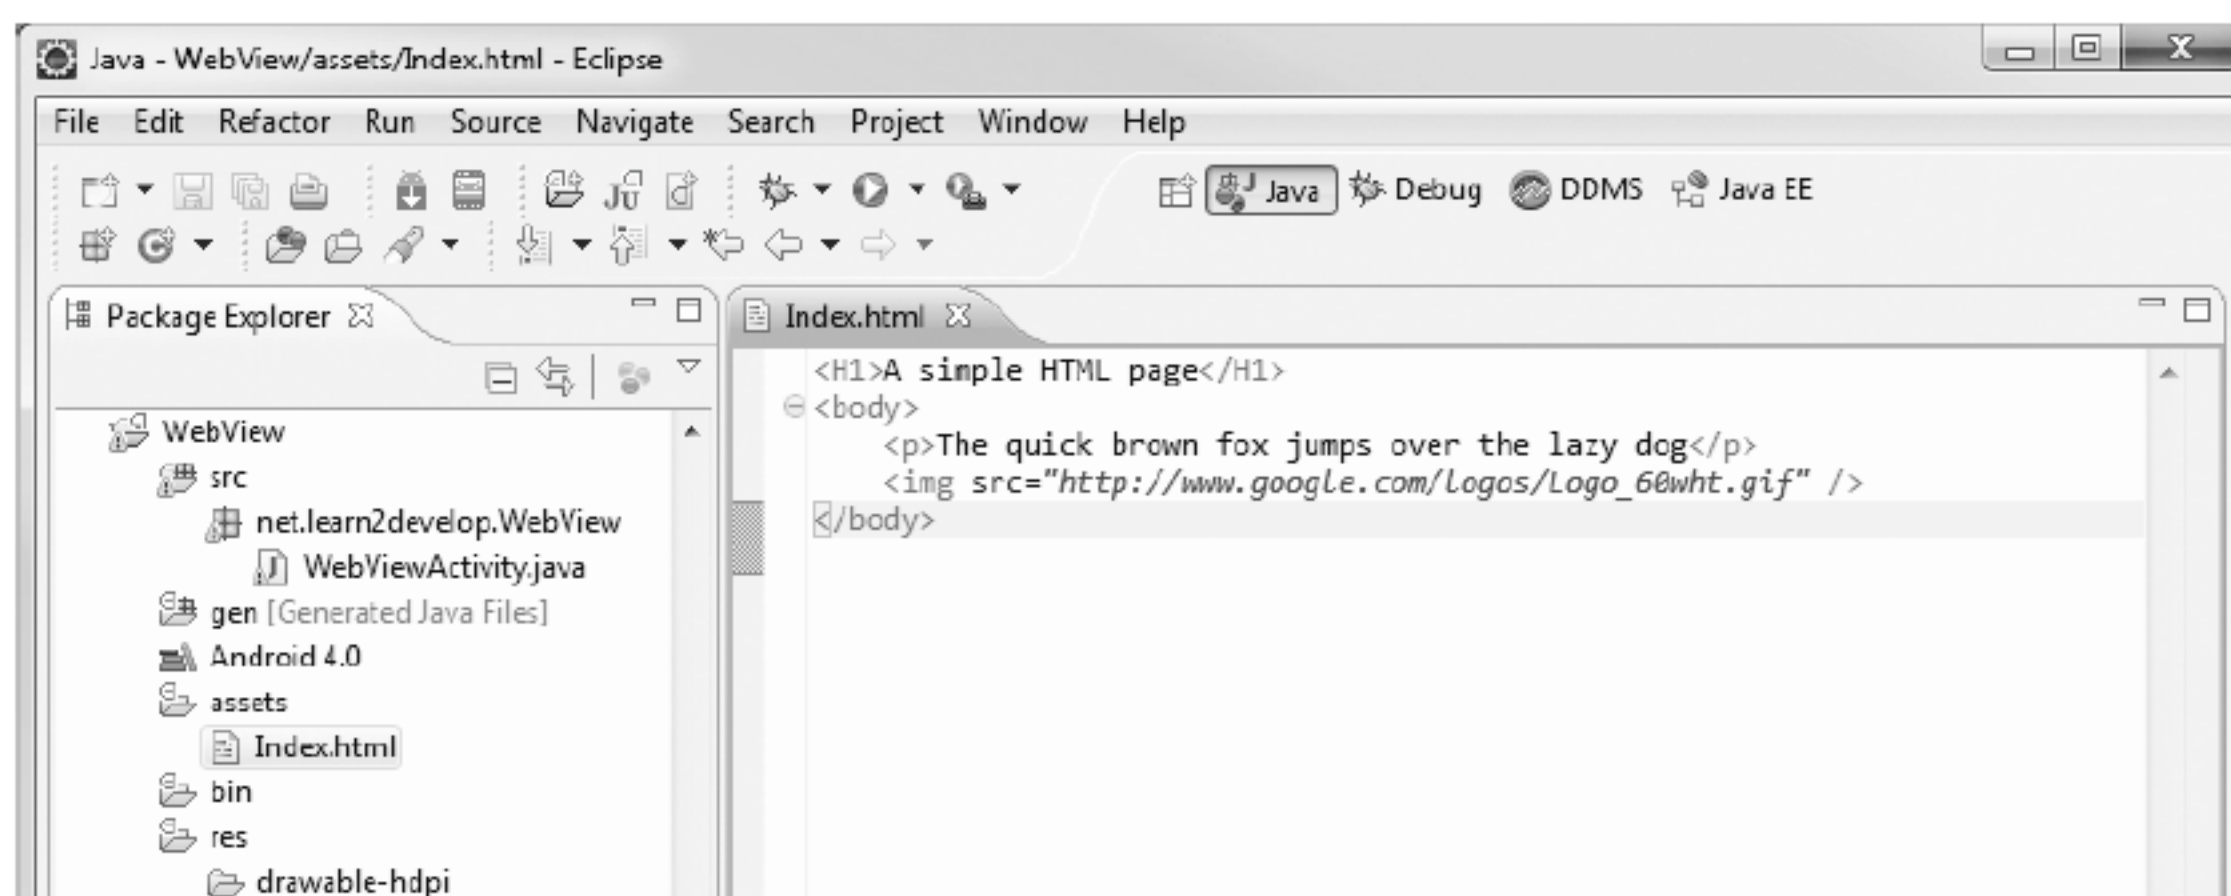 Java - WebView/assets/Index.html - Eclipse
File Edit Refactor Run Source Navigate Search Project Window Help
Java Debug DDMS Java EE
Package Explorer
WebView
src
net.learn2develop.WebView
WebViewActivity.java
gen [Generated Java Files]
Android 4.0
assets
Index.html
bin
res
drawable-hdpi
Index.html
<H1>A simple HTML page</H1>
<body>
<p>The quick brown fox jumps over the lazy dog</p>
<img src="http://www.google.com/logos/Logo_60wht.gif" />
</body>